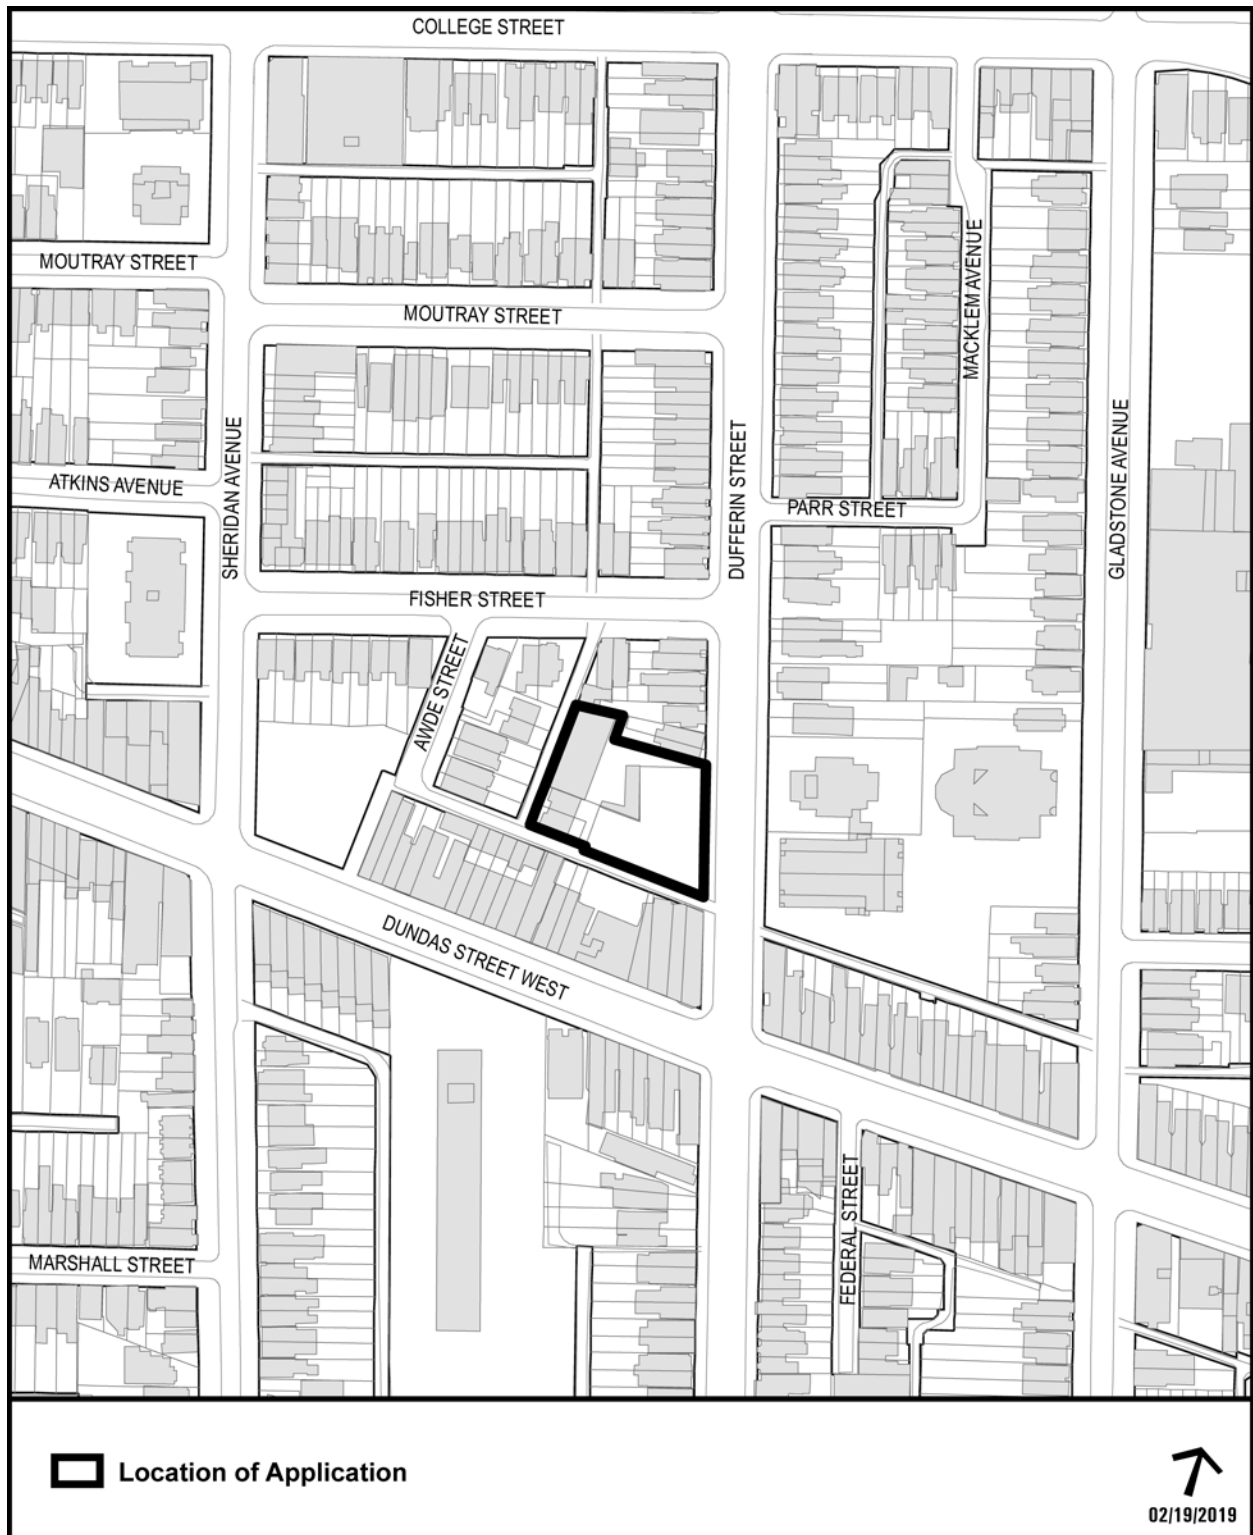 COLLEGE STREET
MOUTRAY STREET
MOUTRAY STREET
MACKLEM AVENUE
SHERIDAN AVENUE
DUFFERIN STREET
GLADSTONE AVENUE
ATKINS AVENUE
PARR STREET
FISHER STREET
AWDE STREET
DUNDAS STREET WEST
FEDERAL STREET
MARSHALL STREET
Location of Application
02/19/2019